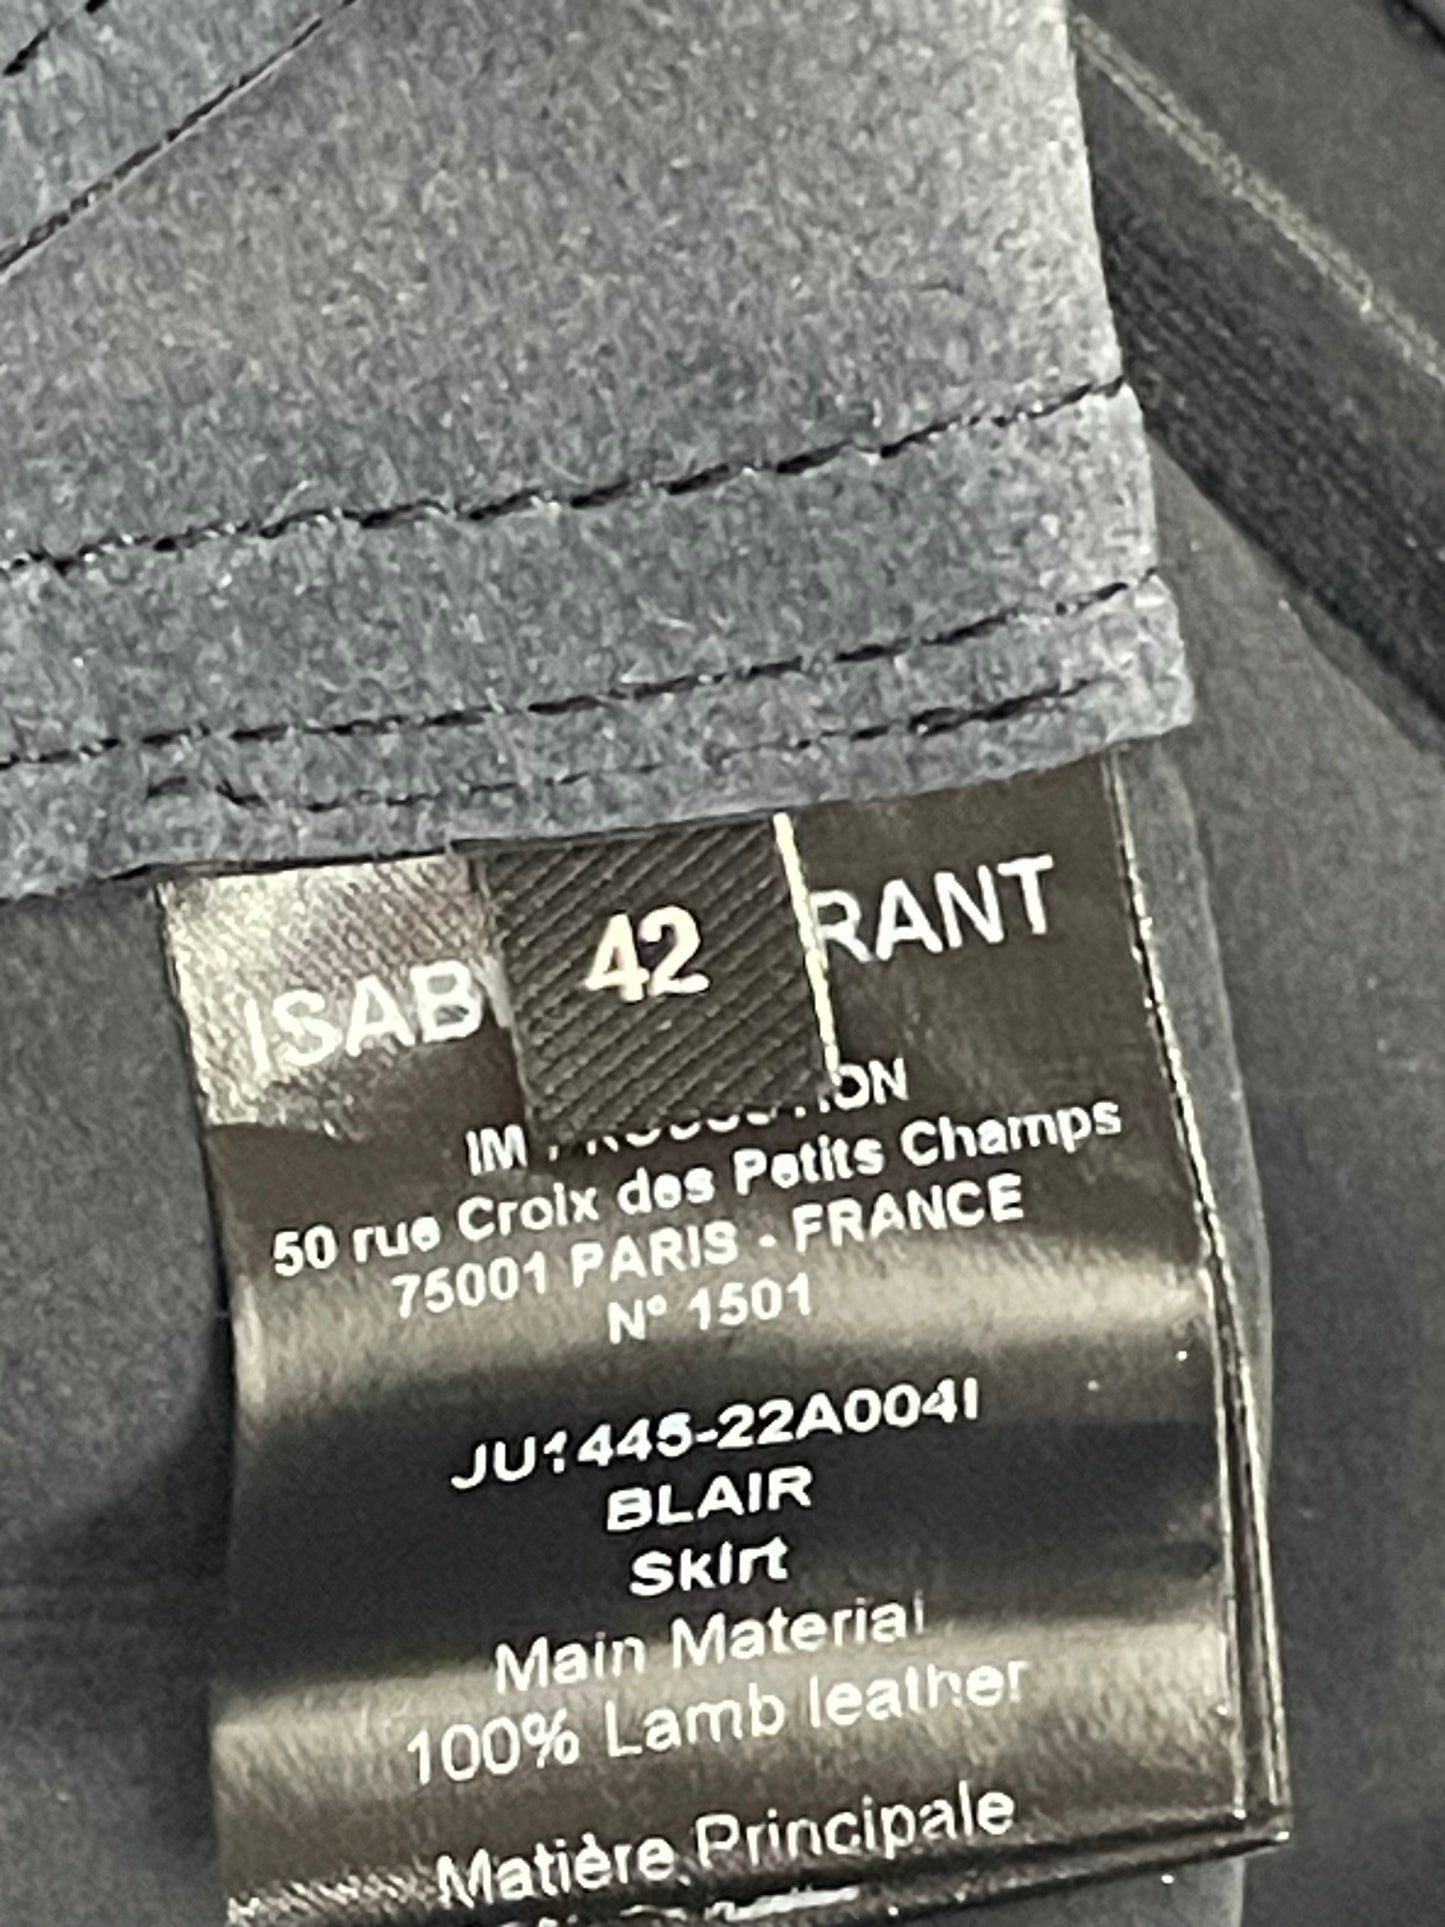 42
ISAB RANT
IM
50 rue Croix des Petits Champs
75001 PARIS - FRANCE
N° 1501
JU1445-22A004I
BLAIR
Skirt
Main Material
100% Lamb leather
Matière Principale